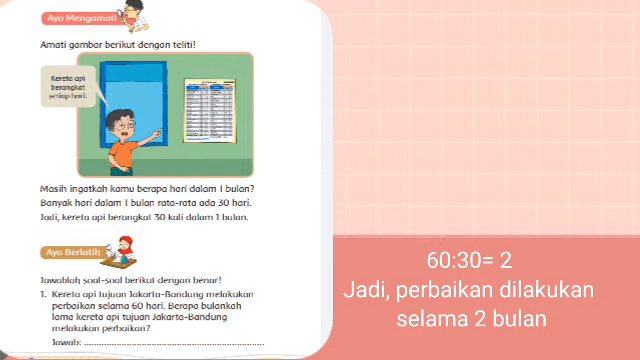 Ayo Mengamati
Amati gambar berikut dengan teliti!
Kereta api
berangkat
setiap hari.
Masih ingatkah kamu berapa hari dalam 1 bulan?
Banyak hari dalam 1 bulan rata-rata ada 30 hari.
Jadi, kereta api berangkat 30 kali dalam 1 bulan.
Ayo Berlatih
Jawablah soal-soal berikut dengan benar!
1. Kereta api tujuan Jakarta-Bandung melakukan
perbaikan selama 60 hari. Berapa bulankah
lama kereta api tujuan Jakarta-Bandung
melakukan perbaikan?
Jawab: ..................................................................
60:30= 2
Jadi, perbaikan dilakukan
selama 2 bulan